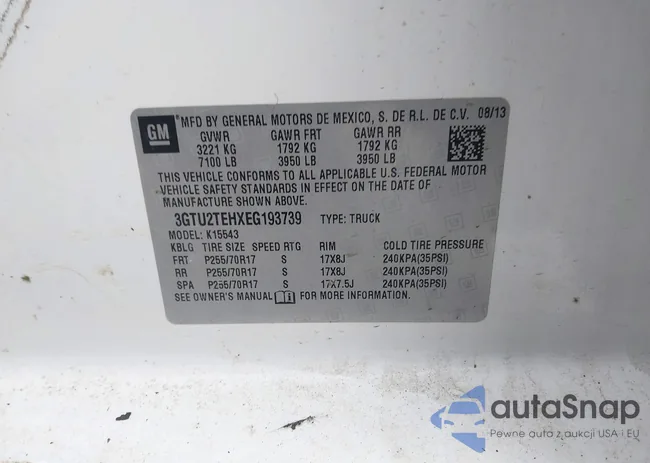 GM
MFD BY GENERAL MOTORS DE MEXICO, S. DE R.L. DE C.V. 08/13
GVWR GAWR FRT GAWR RR
3221 KG 1792 KG 1792 KG
7100 LB 3950 LB 3950 LB
THIS VEHICLE CONFORMS TO ALL APPLICABLE U.S. FEDERAL MOTOR
VEHICLE SAFETY STANDARDS IN EFFECT ON THE DATE OF
MANUFACTURE SHOWN ABOVE.
3GTU2TEHXEG193739 TYPE: TRUCK
MODEL: K15543
KBLG TIRE SIZE SPEED RTG RIM COLD TIRE PRESSURE
FRT P255/70R17 S 17X8J 240KPA(35PSI)
RR P255/70R17 S 17X8J 240KPA(35PSI)
SPA P255/70R17 S 17X7.5J 240KPA(35PSI)
SEE OWNER'S MANUAL FOR MORE INFORMATION.
autaSnap
Pewne auta z aukcji USA i EU